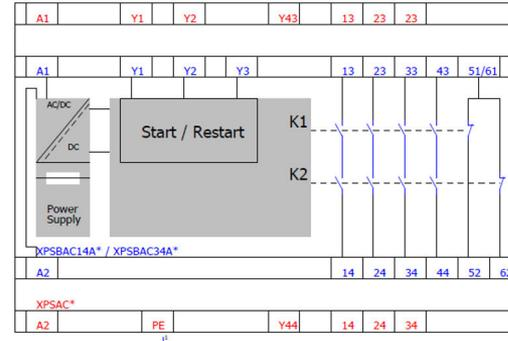 A1 Y1 Y2 Y43 13 23 23
A1 Y1 Y2 Y3 13 23 33 43 51/61
AC/DC
DC
Start / Restart
K1
K2
Power
Supply
XPSBAC14A* / XPSBAC34A*
A2 14 24 34 44 52 62
XPSAC*
A2 PE Y44 14 24 34